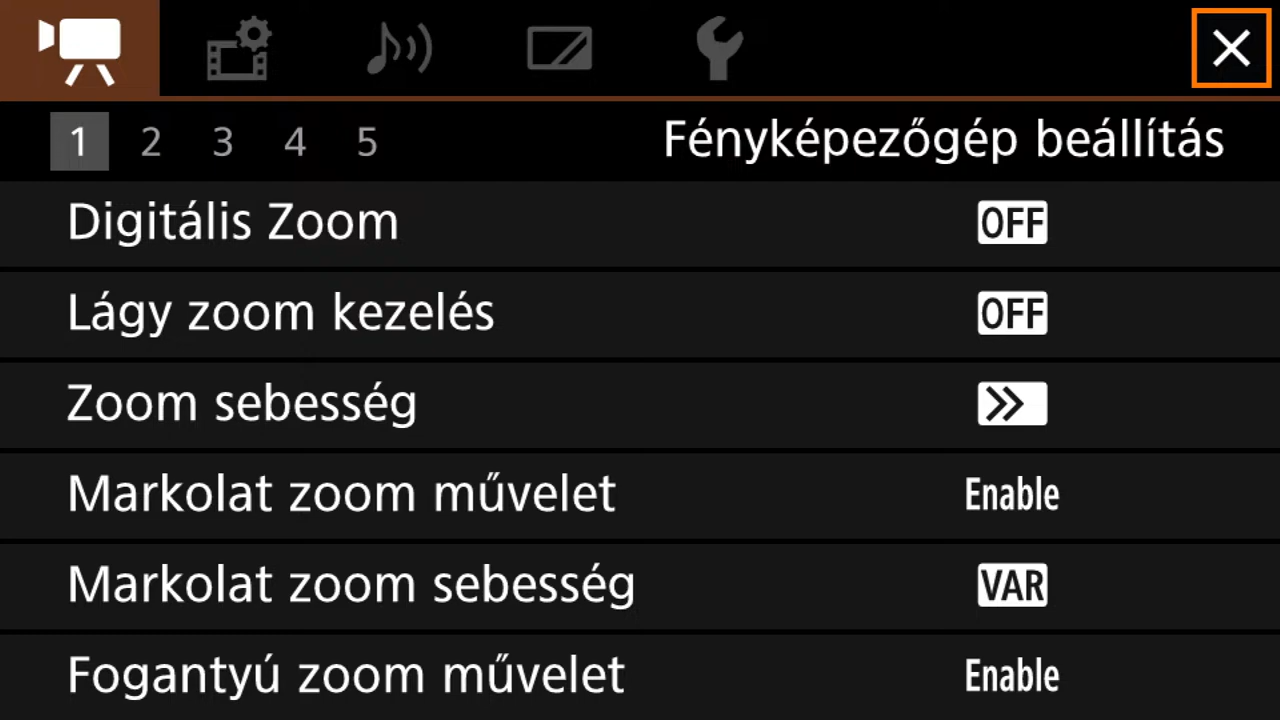 1 2 3 4 5 Fényképezőgép beállítás
Digitális Zoom OFF
Lágy zoom kezelés OFF
Zoom sebesség
Markolat zoom művelet Enable
Markolat zoom sebesség VAR
Fogantyú zoom művelet Enable